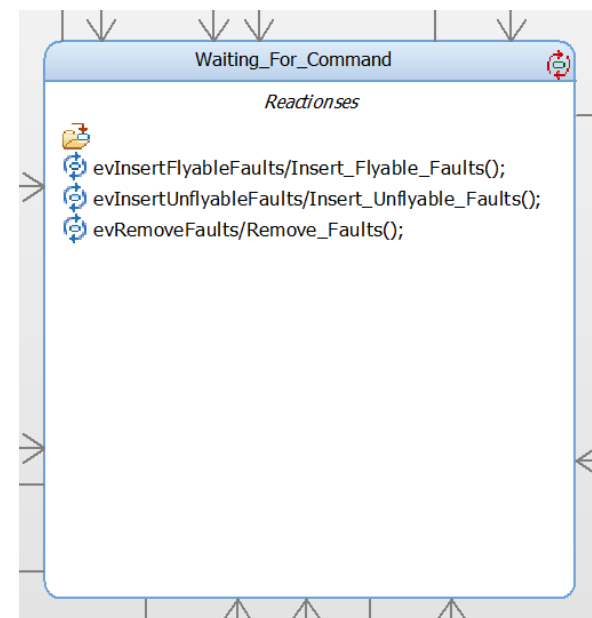 Waiting_For_Command
Reactionses
evInsertFlyableFaults/Insert_Flyable_Faults();
evInsertUnflyableFaults/Insert_Unflyable_Faults();
evRemoveFaults/Remove_Faults();